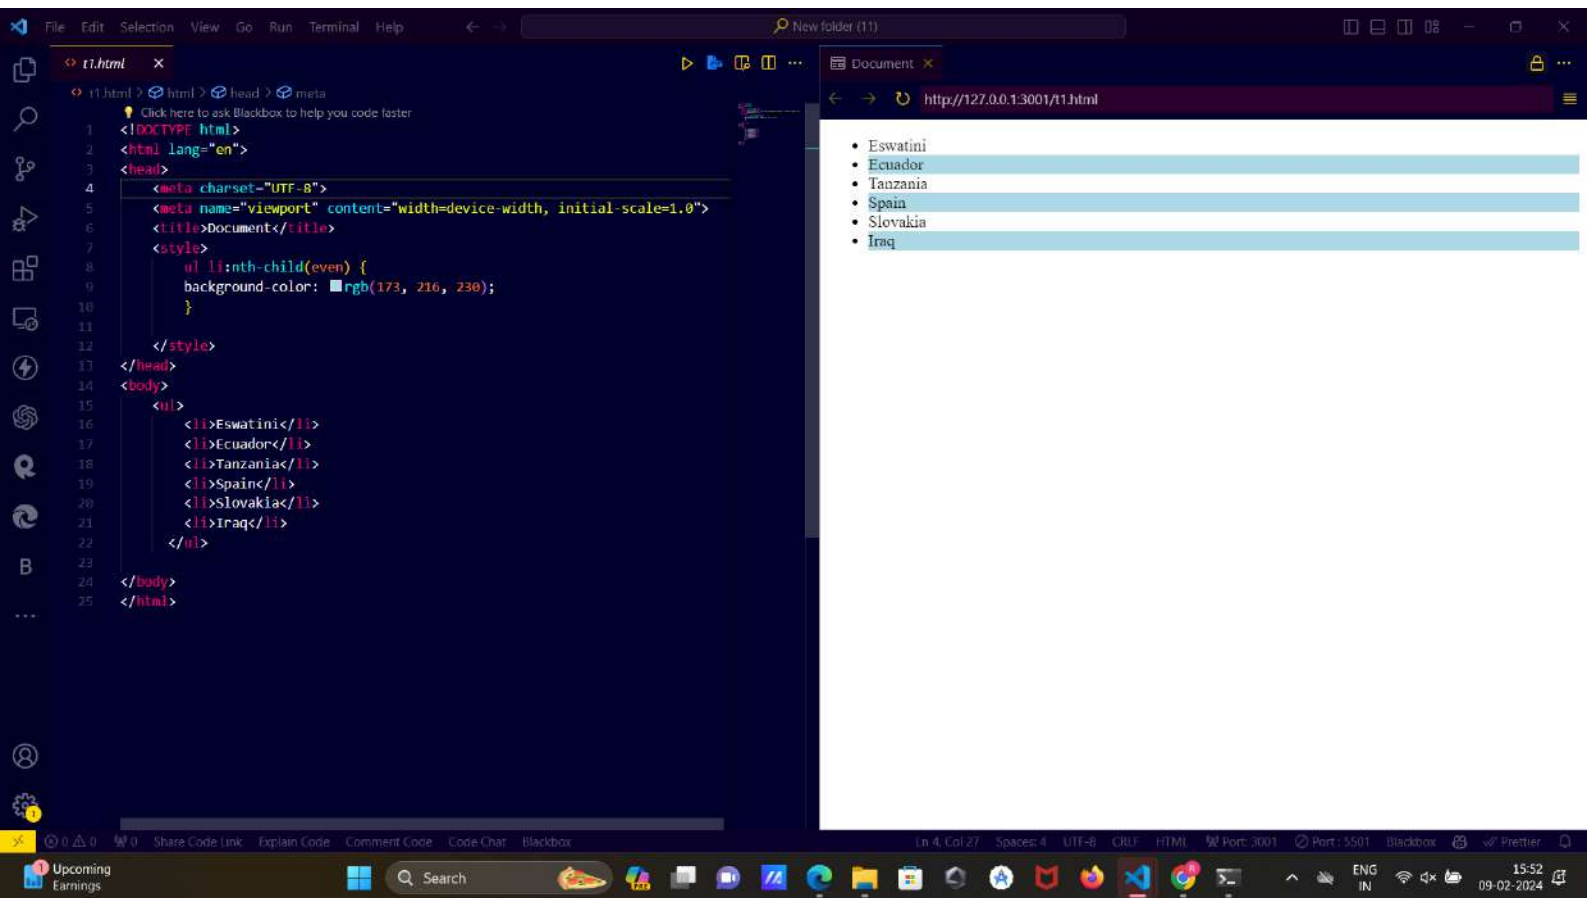 File Edit Selection View Go Run Terminal Help
New folder (11)
t1.html
Document
t1.html > html > head > meta
http://127.0.0.1:3001/t1.html
Click here to ask Blackbox to help you code faster
1 <!DOCTYPE html>
2 <html lang="en">
3 <head>
4 <meta charset="UTF-8">
5 <meta name="viewport" content="width=device-width, initial-scale=1.0">
6 <title>Document</title>
7 <style>
8 ul li:nth-child(even) {
9 background-color: rgb(173, 216, 230);
10 }
11
12 </style>
13 </head>
14 <body>
15 <ul>
16 <li>Eswatini</li>
17 <li>Ecuador</li>
18 <li>Tanzania</li>
19 <li>Spain</li>
20 <li>Slovakia</li>
21 <li>Iraq</li>
22 </ul>
23
24 </body>
25 </html>
• Eswatini
• Ecuador
• Tanzania
• Spain
• Slovakia
• Iraq
B
1
0 0 0 Share Code Link Explain Code Comment Code Code Chat Blackbox
Ln 4, Col 27 Spaces: 4 UTF-8 CRLF HTML Port: 3001 Port : 5501 Blackbox Prettier
1
Upcoming
Earnings
Search
PRE
ENG
IN
15:52
09-02-2024